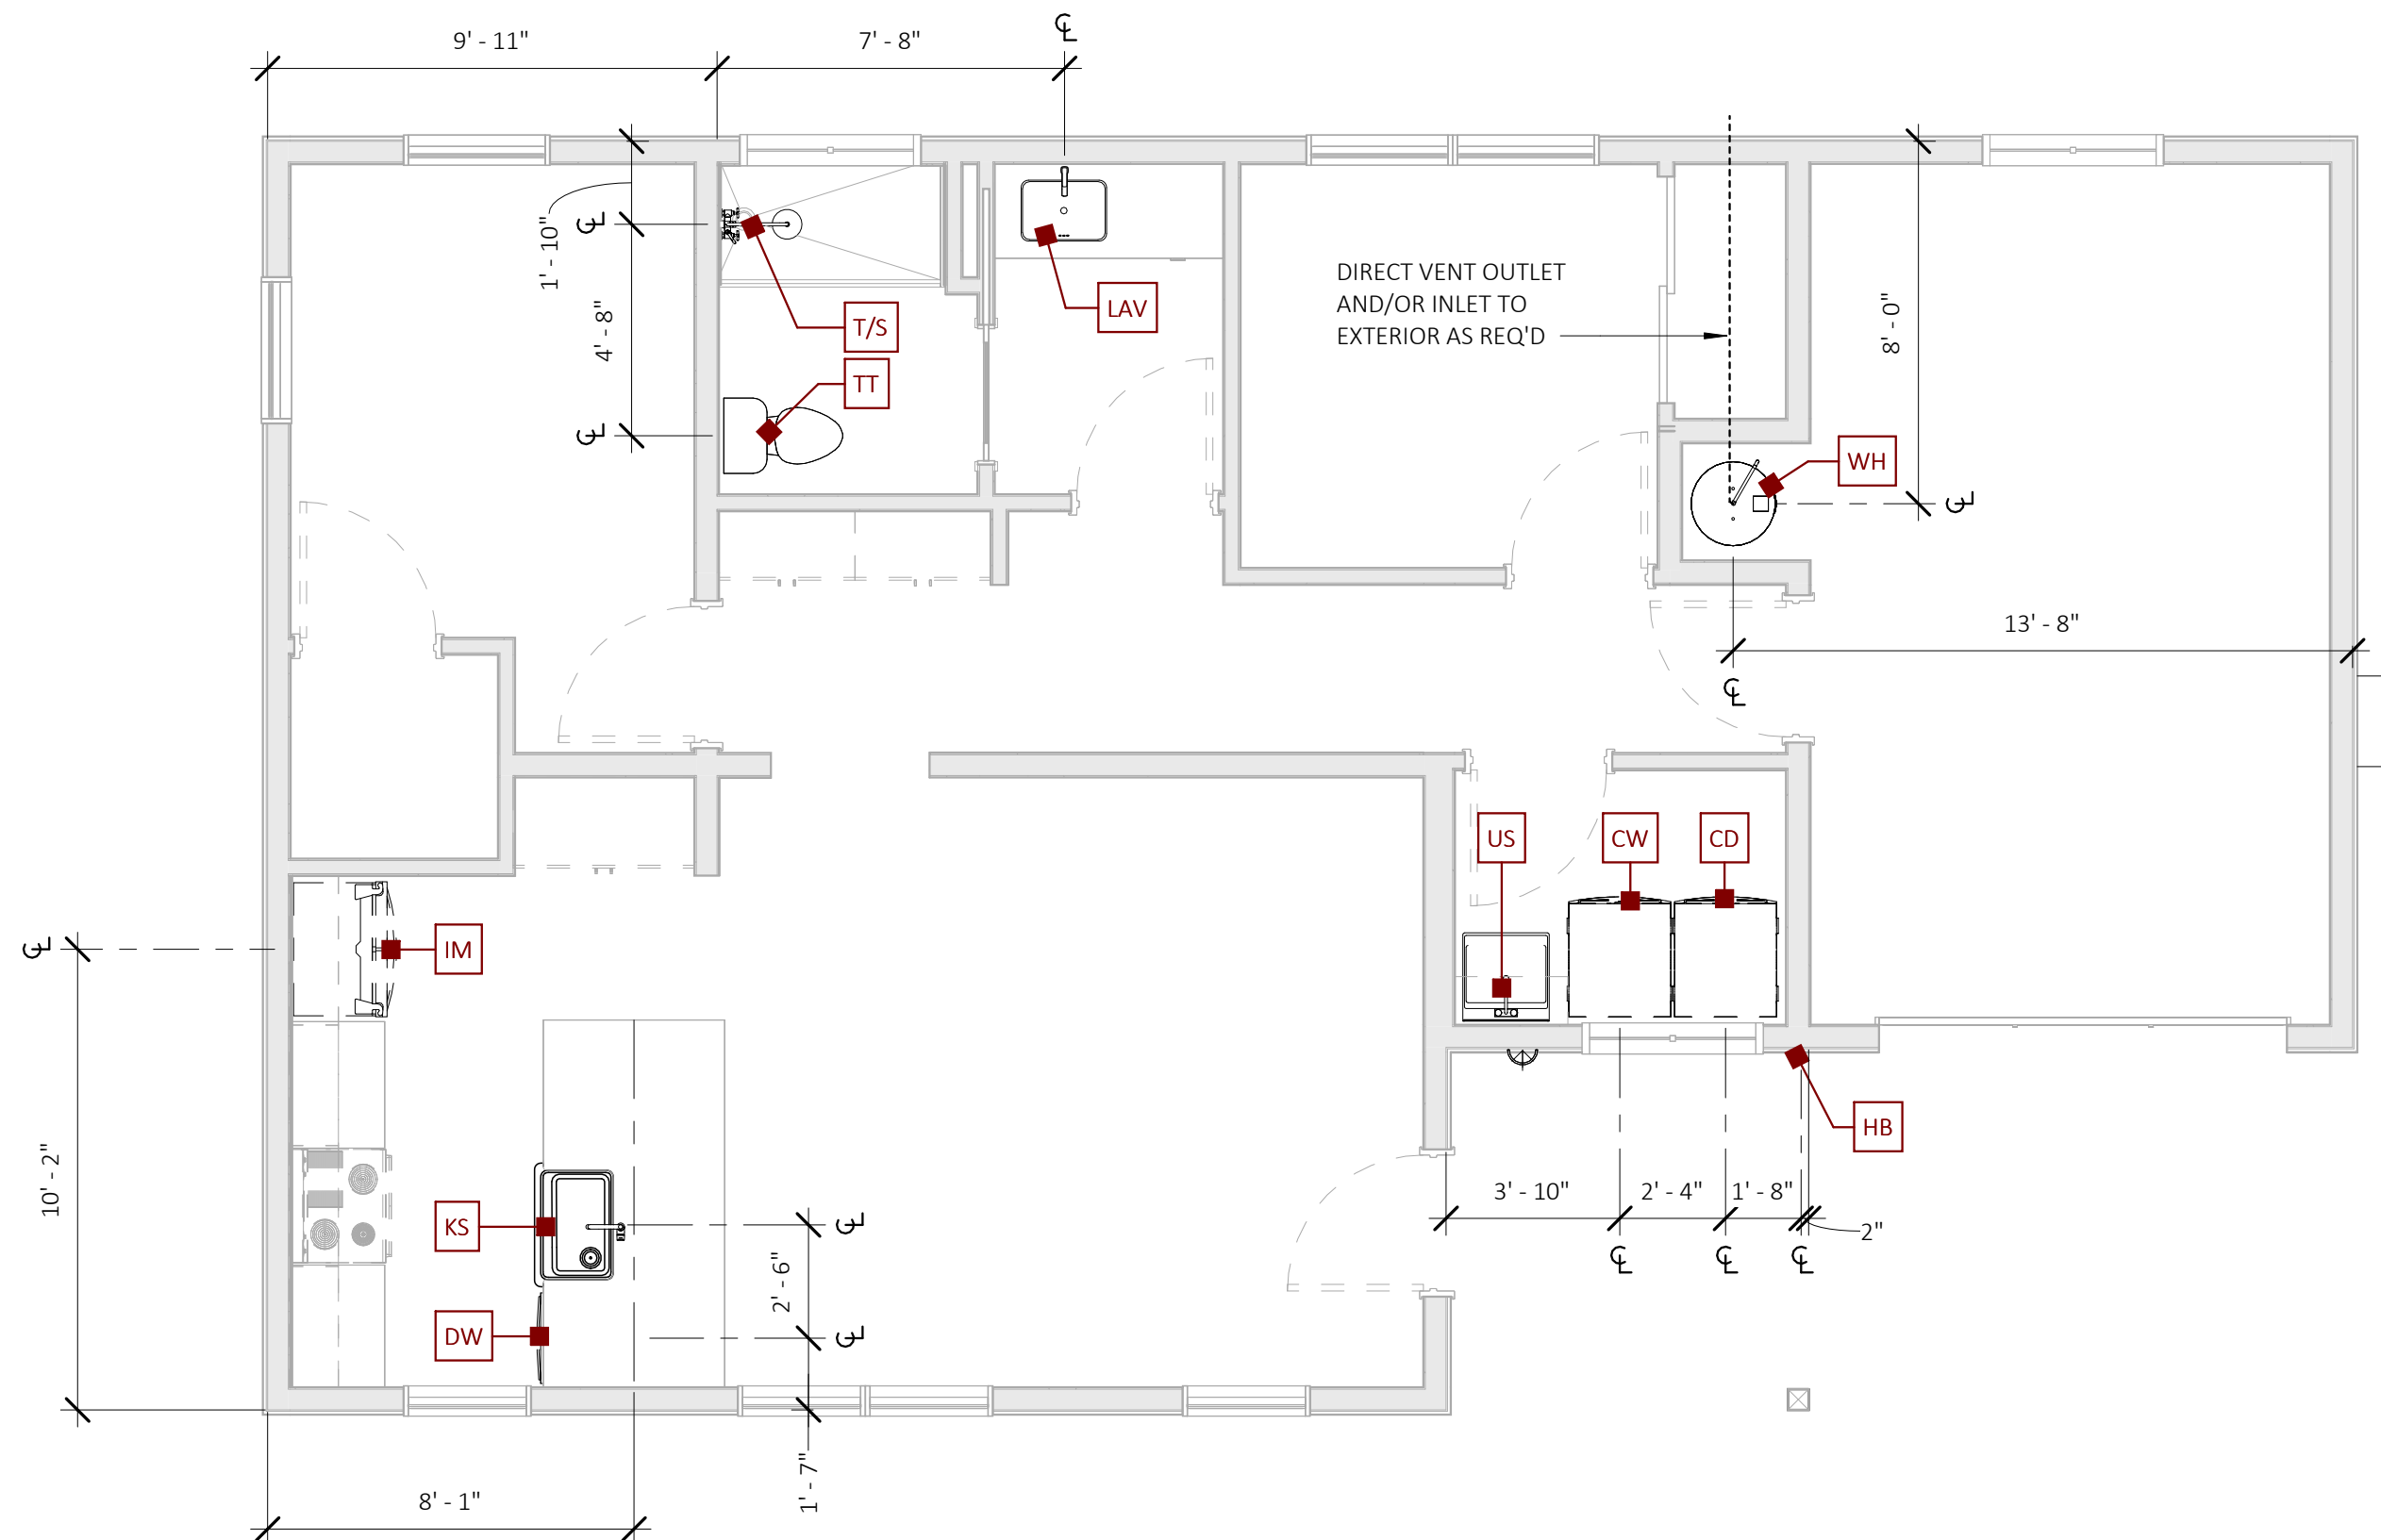 9' - 11"
7' - 8"
℄
1' - 10"
℄
4' - 8"
℄
T/S
TT
LAV
DIRECT VENT OUTLET
AND/OR INLET TO
EXTERIOR AS REQ'D
8' - 0"
WH
℄
13' - 8"
℄
US
CW
CD
℄
IM
10' - 2"
KS
℄
2' - 6"
DW
℄
1' - 7"
8' - 1"
HB
3' - 10"
2' - 4"
1' - 8"
2"
℄
℄
℄